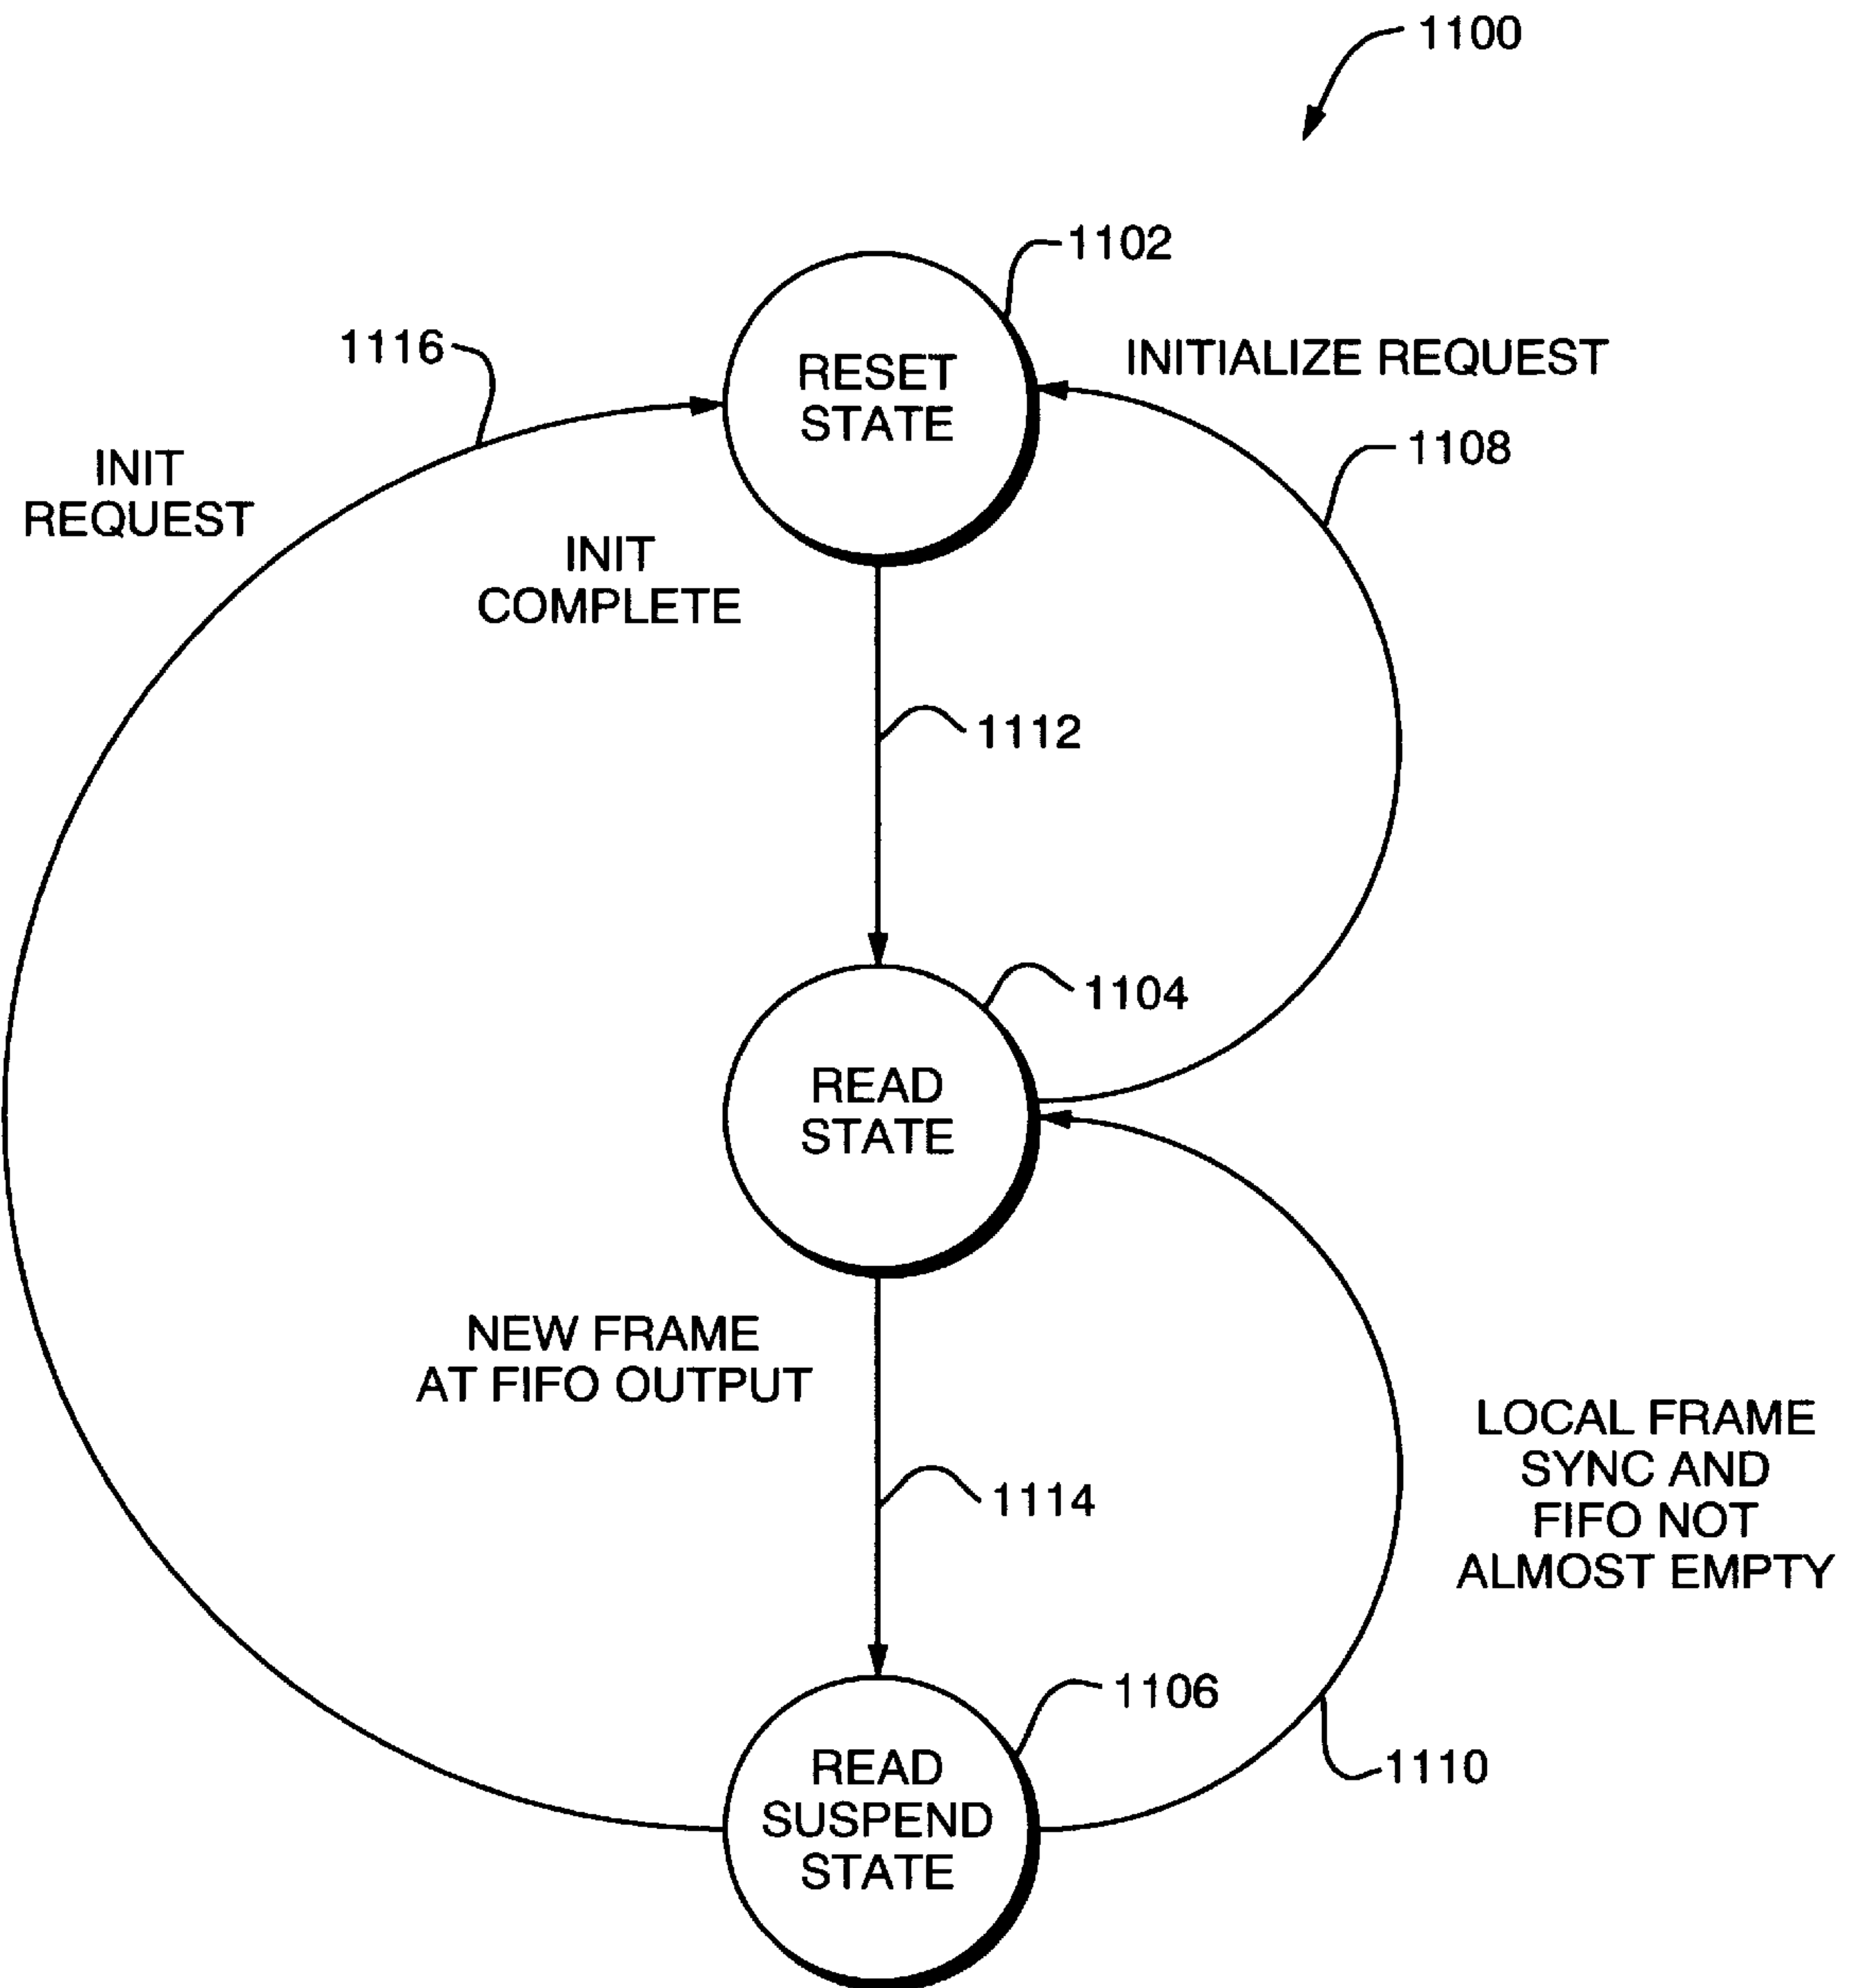 1100
1102
1116
RESET
STATE
INITIALIZE REQUEST
1108
INIT
REQUEST
INIT
COMPLETE
1112
1104
READ
STATE
NEW FRAME
AT FIFO OUTPUT
LOCAL FRAME
SYNC AND
FIFO NOT
ALMOST EMPTY
1114
1106
READ
SUSPEND
STATE
1110